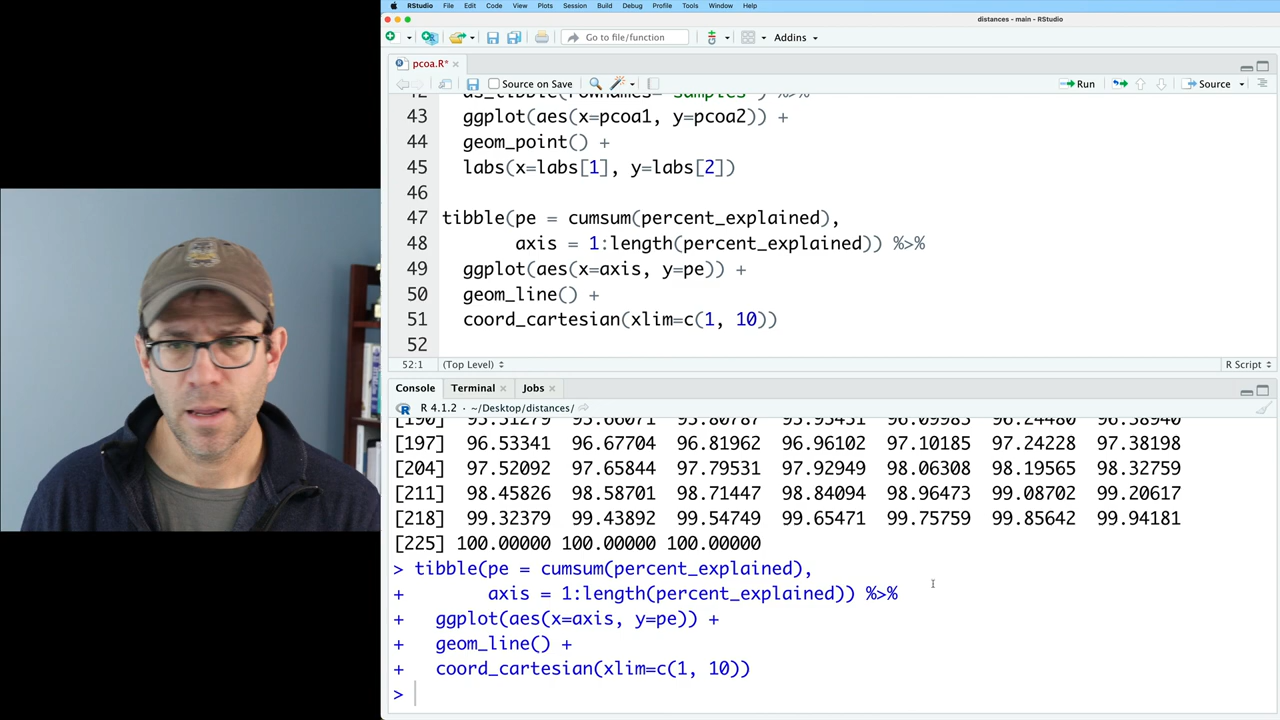 RStudio File Edit Code View Plots Session Build Debug Profile Tools Window Help
distances - main - RStudio
Go to file/function Addins
pcoa.R*
Source on Save Run Source
42 as_tibble(rownames="samples") %>%
43 ggplot(aes(x=pcoa1, y=pcoa2)) +
44 geom_point() +
45 labs(x=labs[1], y=labs[2])
46
47 tibble(pe = cumsum(percent_explained),
48 axis = 1:length(percent_explained)) %>%
49 ggplot(aes(x=axis, y=pe)) +
50 geom_line() +
51 coord_cartesian(xlim=c(1, 10))
52
52:1 (Top Level) R Script
Console Terminal Jobs
R 4.1.2 · ~/Desktop/distances/
[197] 96.53341 96.67704 96.81962 96.96102 97.10185 97.24228 97.38198
[204] 97.52092 97.65844 97.79531 97.92949 98.06308 98.19565 98.32759
[211] 98.45826 98.58701 98.71447 98.84094 98.96473 99.08702 99.20617
[218] 99.32379 99.43892 99.54749 99.65471 99.75759 99.85642 99.94181
[225] 100.00000 100.00000 100.00000
> tibble(pe = cumsum(percent_explained),
+ axis = 1:length(percent_explained)) %>%
+ ggplot(aes(x=axis, y=pe)) +
+ geom_line() +
+ coord_cartesian(xlim=c(1, 10))
>